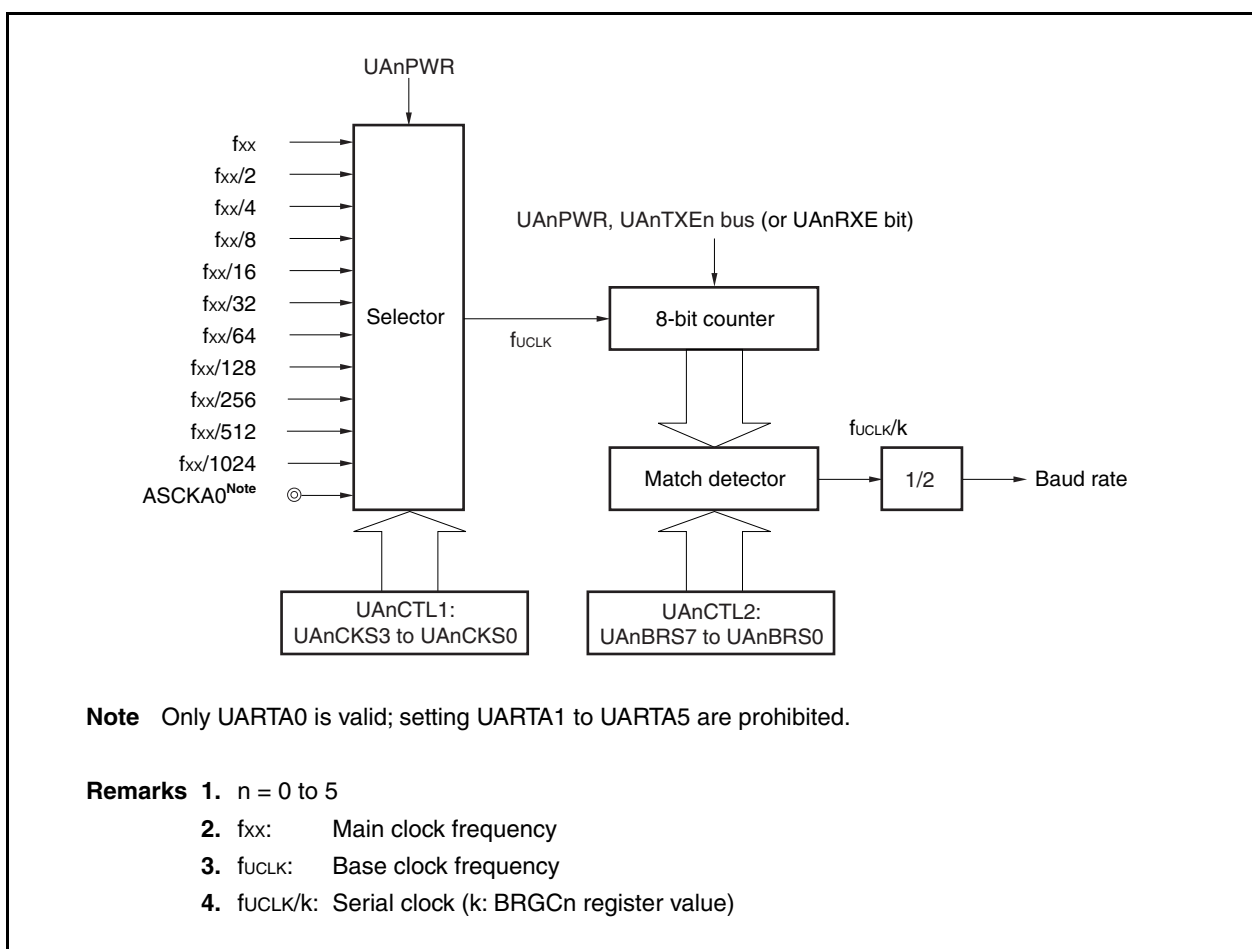 UAnPWR
fxx
fxx/2
fxx/4
fxx/8
fxx/16
fxx/32
fxx/64
fxx/128
fxx/256
fxx/512
fxx/1024
ASCKA0Note
Selector
fUCLK
UAnPWR, UAnTXEn bus (or UAnRXE bit)
8-bit counter
Match detector
fUCLK/k
1/2
Baud rate
UAnCTL1:
UAnCKS3 to UAnCKS0
UAnCTL2:
UAnBRS7 to UAnBRS0
Note Only UARTA0 is valid; setting UARTA1 to UARTA5 are prohibited.
Remarks 1. n = 0 to 5
2. fxx: Main clock frequency
3. fUCLK: Base clock frequency
4. fUCLK/k: Serial clock (k: BRGCn register value)